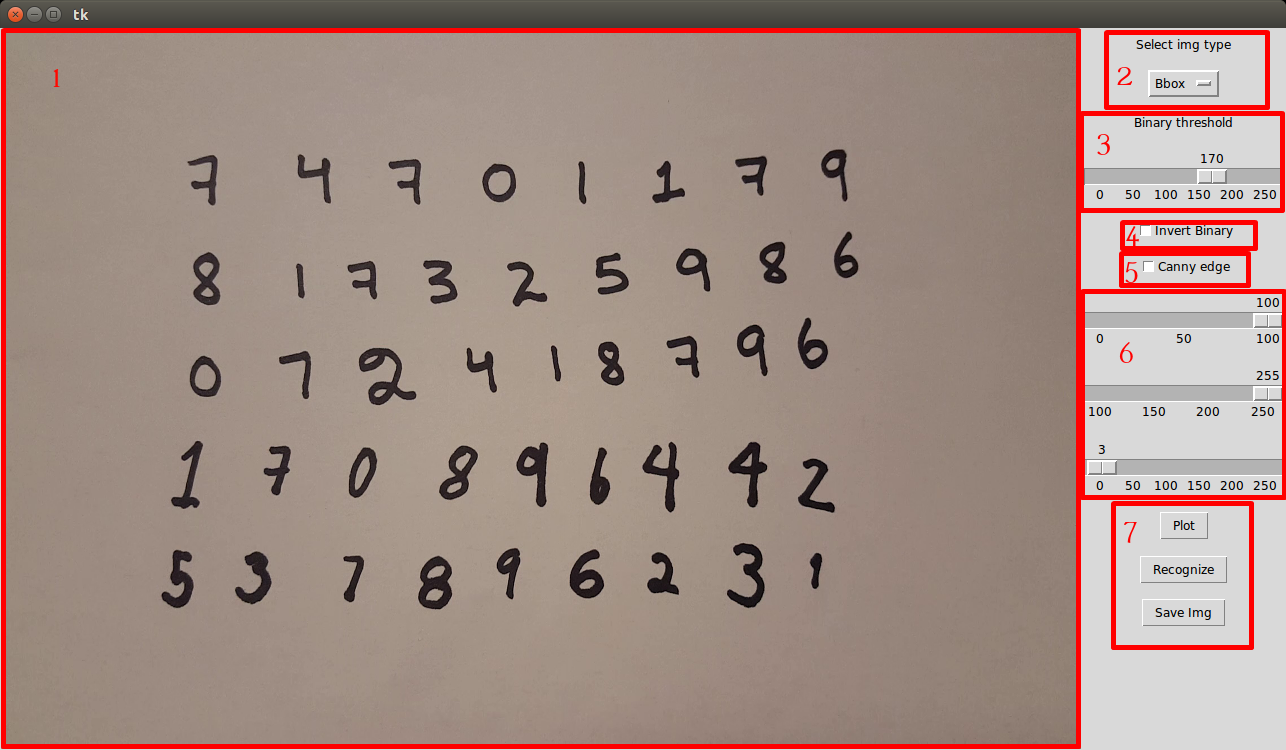 tk
1
7 4 7 0 1 1 7 9
8 1 7 3 2 5 9 8 6
0 7 2 4 1 8 7 9 6
1 7 0 8 9 6 4 4 2
5 3 7 8 9 6 2 3 1
Select img type
2 Bbox
Binary threshold
3
170
0 50 100 150 200 250
4 Invert Binary
5 Canny edge
100
0 50 100
6
255
100 150 200 250
3
0 50 100 150 200 250
7 Plot
Recognize
Save Img